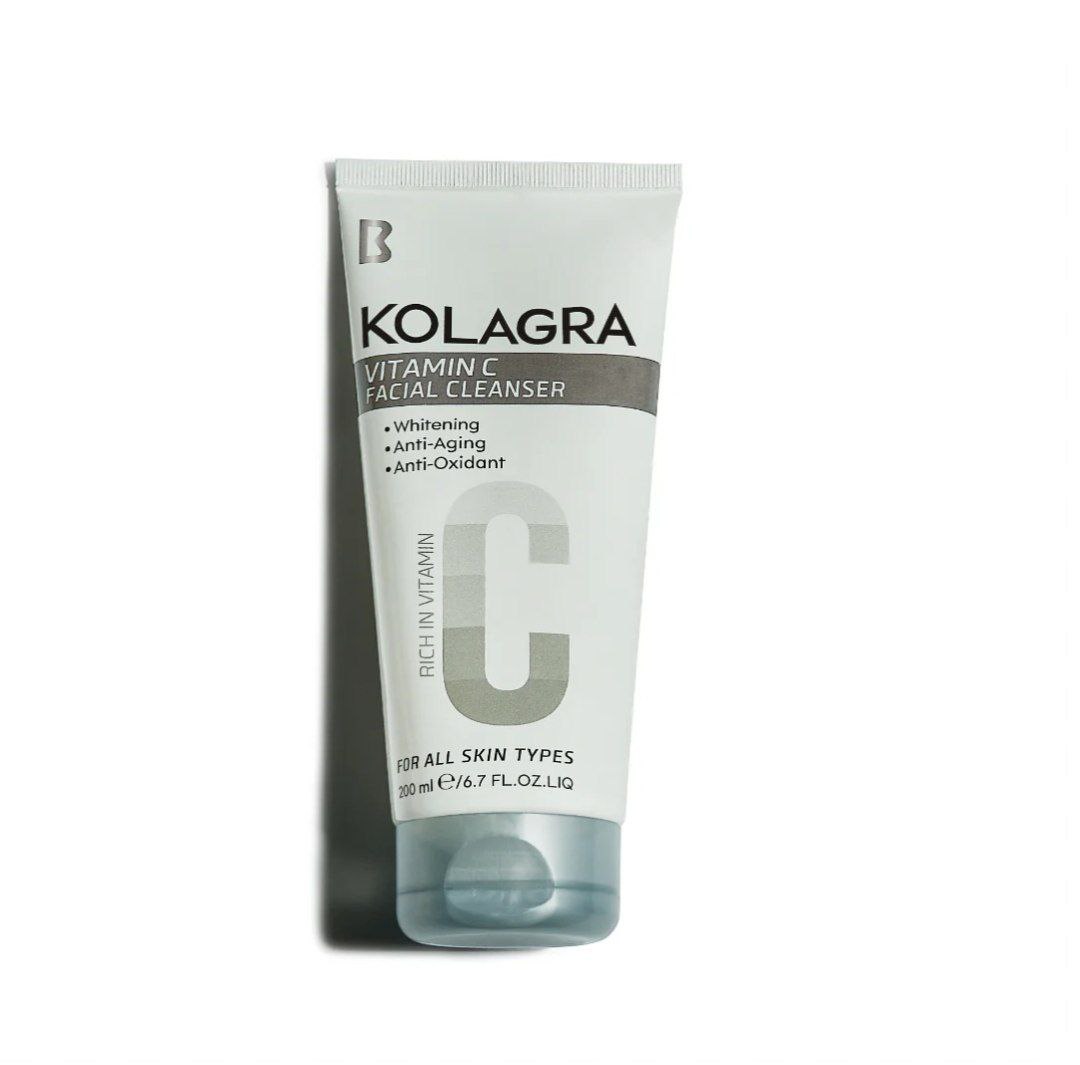 KOLAGRA
VITAMIN C
FACIAL CLEANSER
• Whitening
• Anti-Aging
• Anti-Oxidant
RICH IN VITAMIN
C
FOR ALL SKIN TYPES
200 ml ℮/6.7 FL.OZ.LIQ